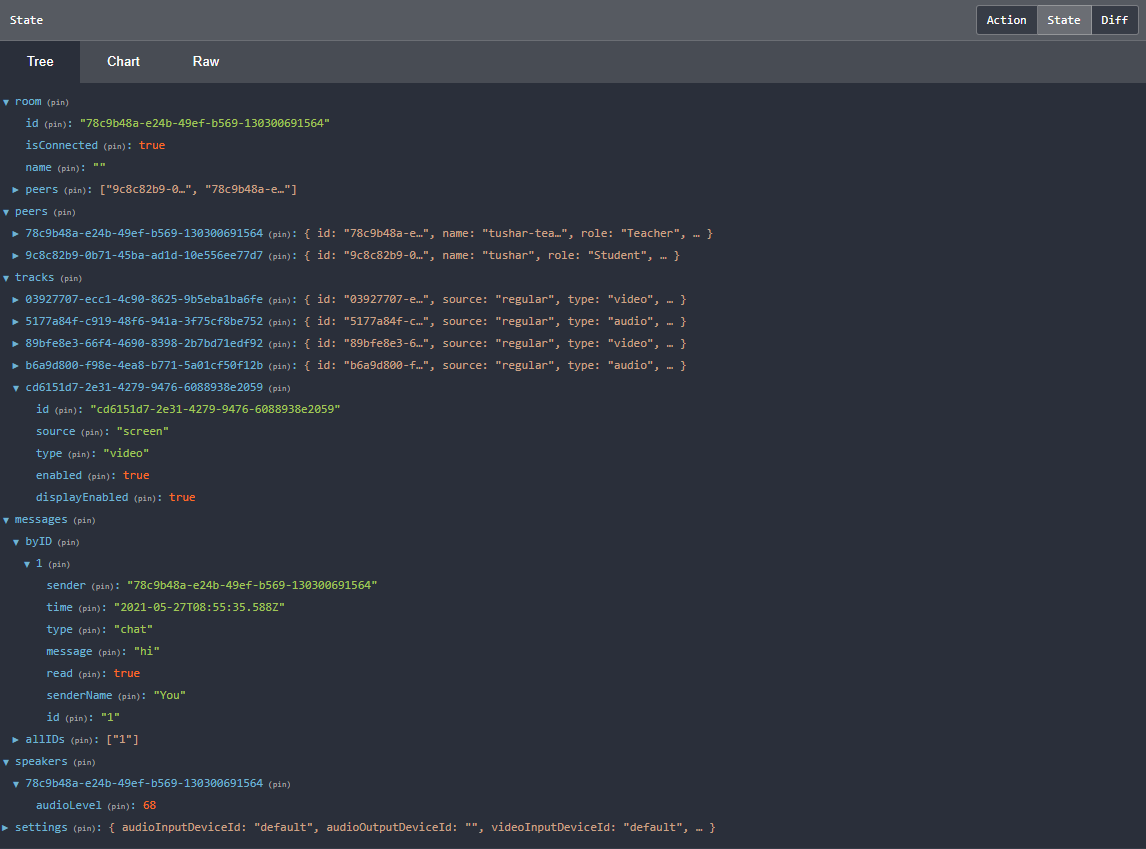 State Action State Diff
Tree Chart Raw
▼ room (pin)
id (pin): "78c9b48a-e24b-49ef-b569-130300691564"
isConnected (pin): true
name (pin): ""
▶ peers (pin): ["9c8c82b9-0…", "78c9b48a-e…"]
▼ peers (pin)
▶ 78c9b48a-e24b-49ef-b569-130300691564 (pin): { id: "78c9b48a-e…", name: "tushar-tea…", role: "Teacher", … }
▶ 9c8c82b9-0b71-45ba-ad1d-10e556ee77d7 (pin): { id: "9c8c82b9-0…", name: "tushar", role: "Student", … }
▼ tracks (pin)
▶ 03927707-ecc1-4c90-8625-9b5eba1ba6fe (pin): { id: "03927707-e…", source: "regular", type: "video", … }
▶ 5177a84f-c919-48f6-941a-3f75cf8be752 (pin): { id: "5177a84f-c…", source: "regular", type: "audio", … }
▶ 89bfe8e3-66f4-4690-8398-2b7bd71edf92 (pin): { id: "89bfe8e3-6…", source: "regular", type: "video", … }
▶ b6a9d800-f98e-4ea8-b771-5a01cf50f12b (pin): { id: "b6a9d800-f…", source: "regular", type: "audio", … }
▼ cd6151d7-2e31-4279-9476-6088938e2059 (pin)
id (pin): "cd6151d7-2e31-4279-9476-6088938e2059"
source (pin): "screen"
type (pin): "video"
enabled (pin): true
displayEnabled (pin): true
▼ messages (pin)
▼ byID (pin)
▼ 1 (pin)
sender (pin): "78c9b48a-e24b-49ef-b569-130300691564"
time (pin): "2021-05-27T08:55:35.588Z"
type (pin): "chat"
message (pin): "hi"
read (pin): true
senderName (pin): "You"
id (pin): "1"
▶ allIDs (pin): ["1"]
▼ speakers (pin)
▼ 78c9b48a-e24b-49ef-b569-130300691564 (pin)
audioLevel (pin): 68
▶ settings (pin): { audioInputDeviceId: "default", audioOutputDeviceId: "", videoInputDeviceId: "default", … }